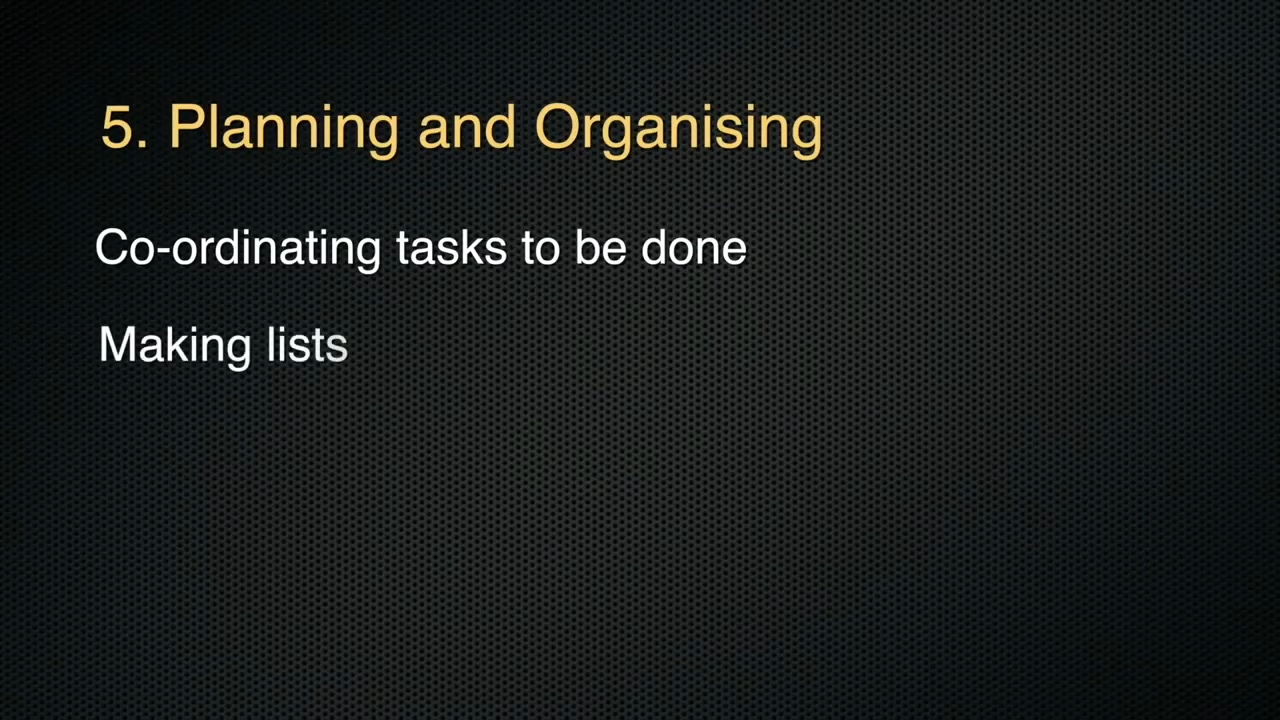 5. Planning and Organising
Co-ordinating tasks to be done
Making lists